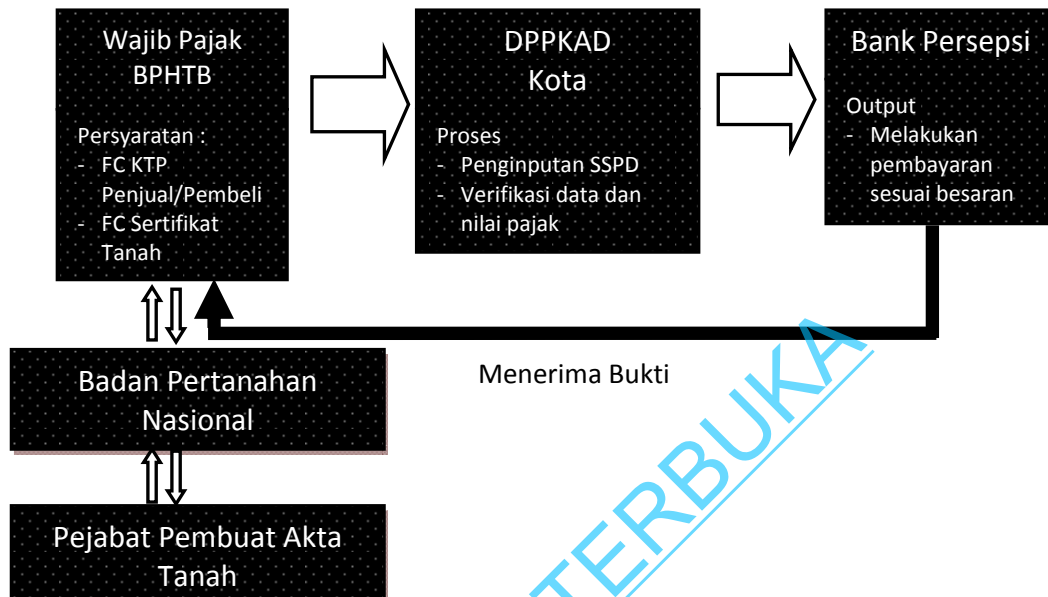 Wajib Pajak
BPHTB
Persyaratan :
- FC KTP
Penjual/Pembeli
- FC Sertifikat
Tanah
DPPKAD
Kota
Proses
- Penginputan SSPD
- Verifikasi data dan
nilai pajak
Bank Persepsi
Output
- Melakukan
pembayaran
sesuai besaran
Menerima Bukti
Badan Pertanahan
Nasional
Pejabat Pembuat Akta
Tanah
TERBUKA